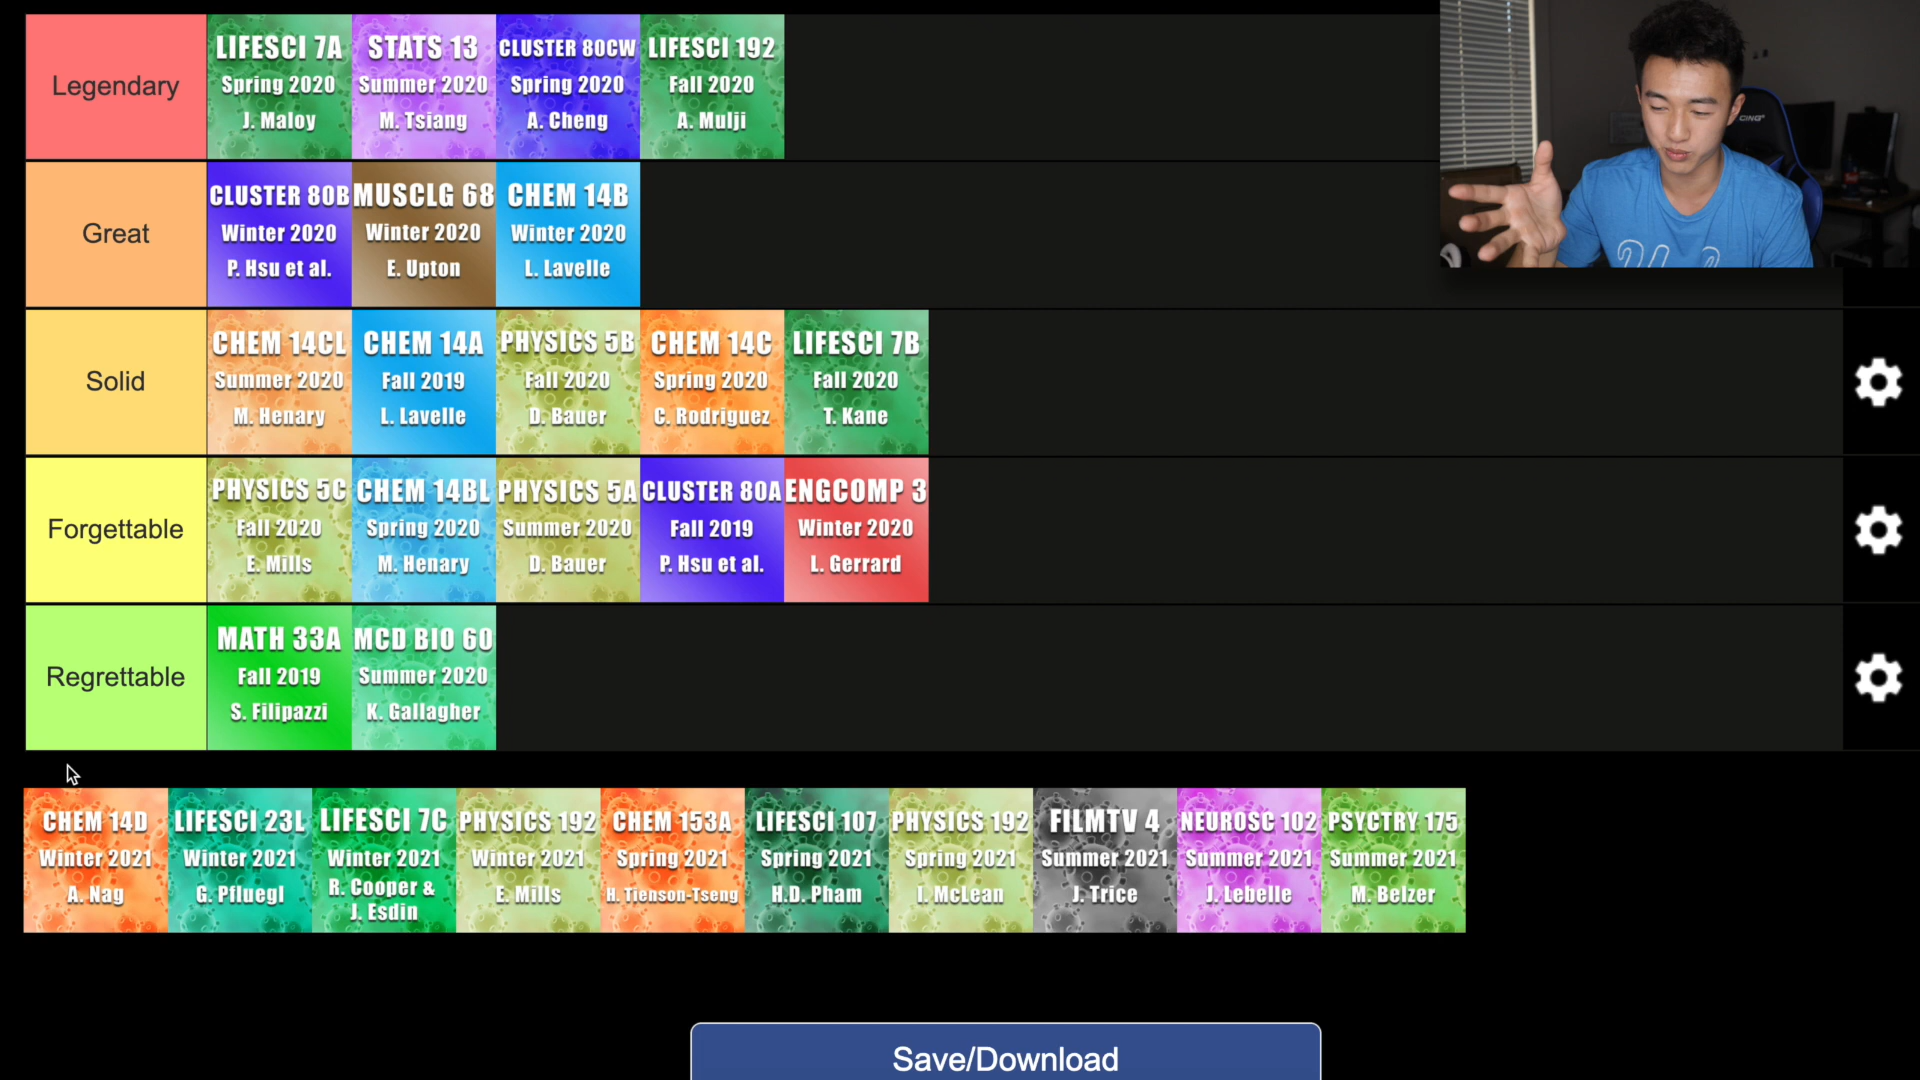 Legendary
LIFESCI 7A
Spring 2020
J. Maloy
STATS 13
Summer 2020
M. Tsiang
CLUSTER 80CW
Spring 2020
A. Cheng
LIFESCI 192
Fall 2020
A. Mulji
CING
Great
CLUSTER 80B
Winter 2020
P. Hsu et al.
MUSCLG 68
Winter 2020
E. Upton
CHEM 14B
Winter 2020
L. Lavelle
Solid
CHEM 14CL
Summer 2020
M. Henary
CHEM 14A
Fall 2019
L. Lavelle
PHYSICS 5B
Fall 2020
D. Bauer
CHEM 14C
Spring 2020
C. Rodriguez
LIFESCI 7B
Fall 2020
T. Kane
Forgettable
PHYSICS 5C
Fall 2020
E. Mills
CHEM 14BL
Spring 2020
M. Henary
PHYSICS 5A
Summer 2020
D. Bauer
CLUSTER 80A
Fall 2019
P. Hsu et al.
ENGCOMP 3
Winter 2020
L. Gerrard
Regrettable
MATH 33A
Fall 2019
S. Filipazzi
MCD BIO 60
Summer 2020
K. Gallagher
CHEM 14D
Winter 2021
A. Nag
LIFESCI 23L
Winter 2021
G. Pfluegl
LIFESCI 7C
Winter 2021
R. Cooper &
J. Esdin
PHYSICS 192
Winter 2021
E. Mills
CHEM 153A
Spring 2021
H. Tienson-Tseng
LIFESCI 107
Spring 2021
H.D. Pham
PHYSICS 192
Spring 2021
I. McLean
FILMTV 4
Summer 2021
J. Trice
NEUROSC 102
Summer 2021
J. Lebelle
PSYCTRY 175
Summer 2021
M. Belzer
Save/Download